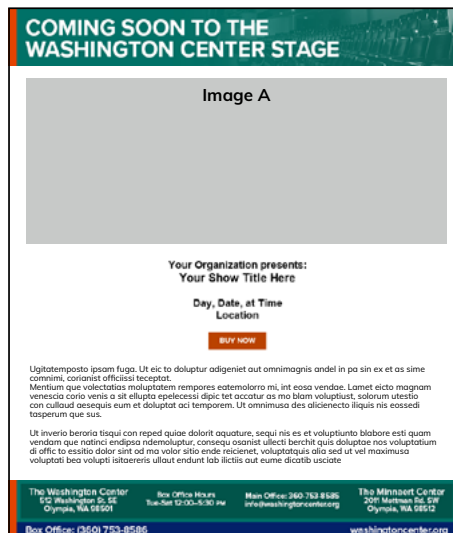 COMING SOON TO THE
WASHINGTON CENTER STAGE
Image A
Your Organization presents:
Your Show Title Here
Day, Date, at Time
Location
BUY NOW
Ugitatemposto ipsam fuga. Ut eic to doluptur adigeniet aut omnimagnis andel in pa sin ex et as sime
comnimi, corianist officiissi teceptat.
Mentium que volectatias moluptatem rempores eatemolorro mi, int eosa vendae. Lamet eicto magnam
venescia corio venis a sit ellupta epelecessi dipic tet accatur as mo blam voluptiust, solorum utestio
con cullaud aesequis eum et doluptat aci temporem. Ut omnimusa des alicienecto iliquis nis eossedi
tasperum que sus.
Ut inverio beroria tisqui con reped quiae dolorit aquature, sequi nis es et voluptiunto blabore esti quam
vendam que natinci endipsa ndemoluptur, consequ osanist ullecti berchit quis doluptae nos voluptatium
di offic to essitio dolor sint od ma volor sitio ende reicienet, voluptatquis alia sed ut vel maximusa
voluptati bea volupti isitaereris ullaut endunt lab ilictiis aut eume dicatib usciate
The Washington Center
512 Washington St. SE
Olympia, WA 98501
Box Office Hours
Tue-Sat 12:00–5:30 PM
Main Office: 360-753-8585
info@washingtoncenter.org
The Minnaert Center
2011 Mottman Rd. SW
Olympia, WA 98512
Box Office: (360) 753-8586
washingtoncenter.org